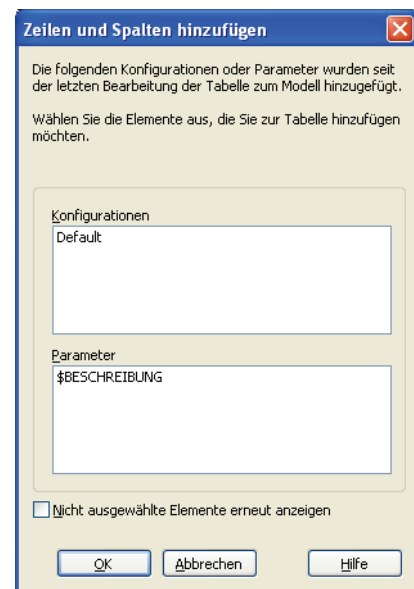 Zeilen und Spalten hinzufügen
Die folgenden Konfigurationen oder Parameter wurden seit
der letzten Bearbeitung der Tabelle zum Modell hinzugefügt.
Wählen Sie die Elemente aus, die Sie zur Tabelle hinzufügen
möchten.
Konfigurationen
Default
Parameter
$BESCHREIBUNG
Nicht ausgewählte Elemente erneut anzeigen
OK
Abbrechen
Hilfe